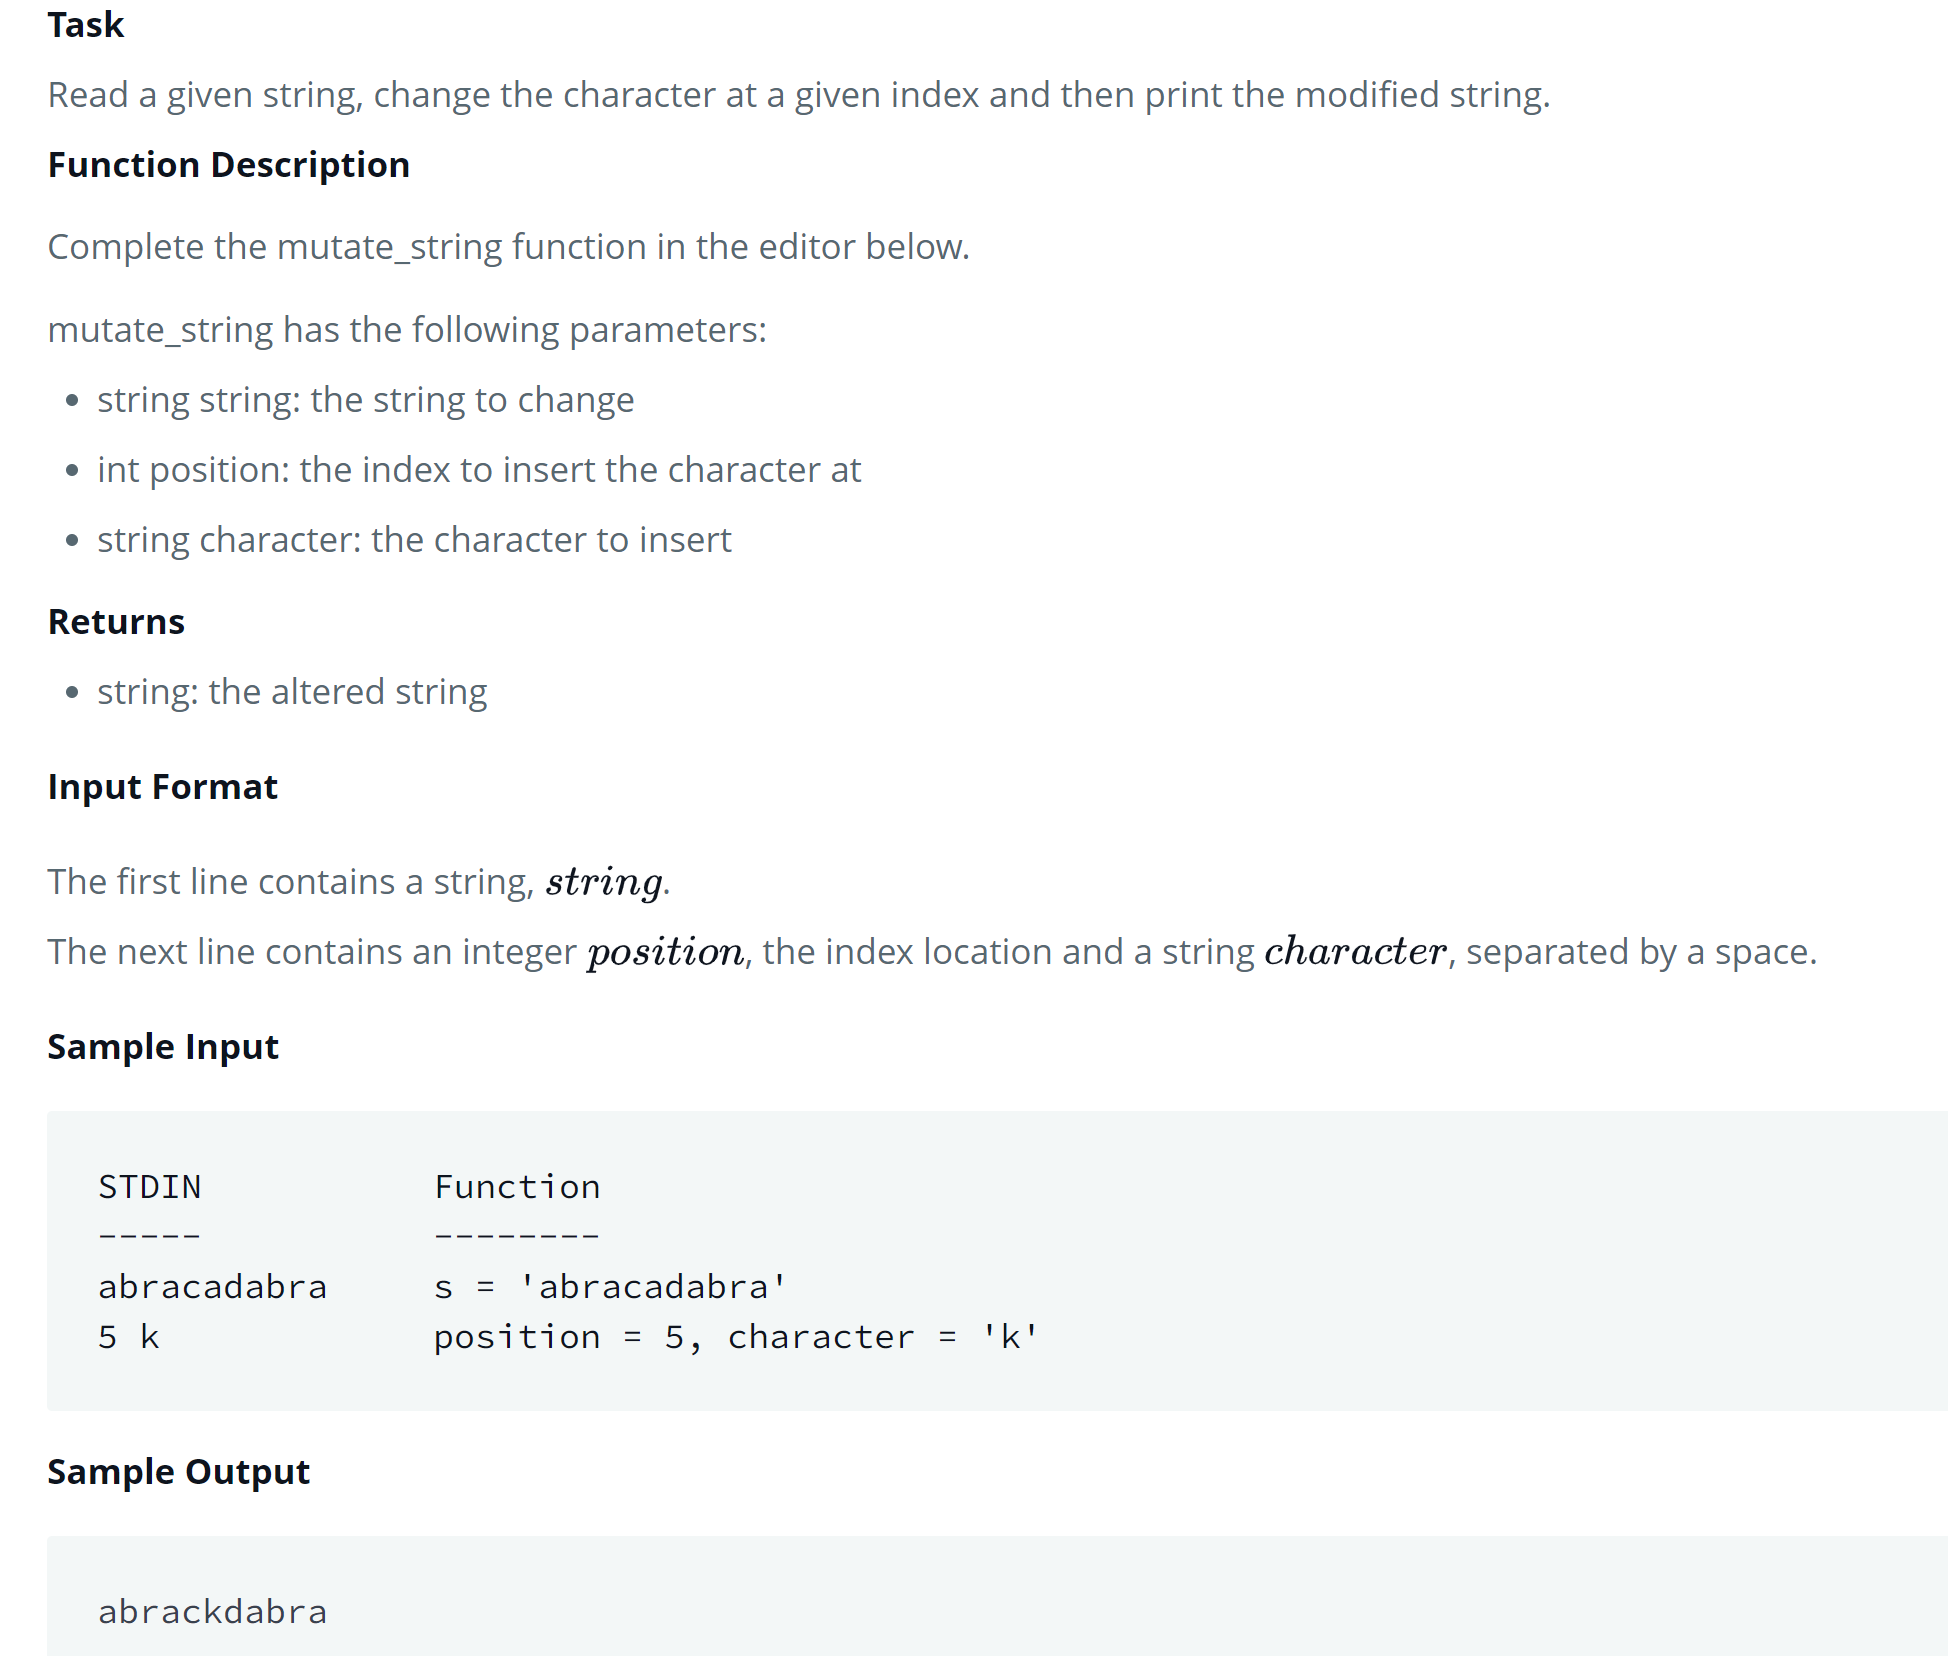 Task
Read a given string, change the character at a given index and then print the modified string.
Function Description
Complete the mutate_string function in the editor below.
mutate_string has the following parameters:
• string string: the string to change
• int position: the index to insert the character at
• string character: the character to insert
Returns
• string: the altered string
Input Format
The first line contains a string, string.
The next line contains an integer position, the index location and a string character, separated by a space.
Sample Input
STDIN           Function
-----           --------
abracadabra     s = 'abracadabra'
5 k             position = 5, character = 'k'
Sample Output
abrackdabra